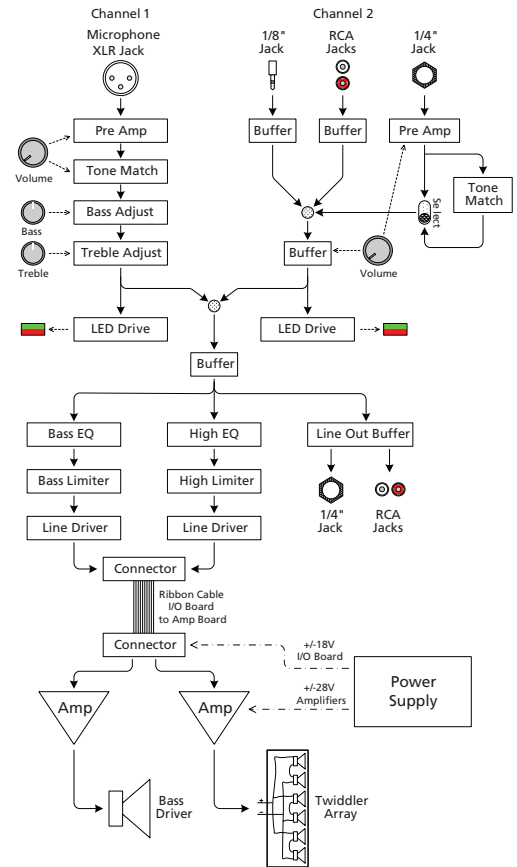 Channel 1
Channel 2
Microphone
XLR Jack
1/8"
Jack
RCA
Jacks
1/4"
Jack
Pre Amp
Buffer
Buffer
Pre Amp
Volume
Tone Match
Tone
Match
Select
Bass Adjust
Bass
Treble Adjust
Treble
Buffer
Volume
LED Drive
LED Drive
Buffer
Bass EQ
High EQ
Line Out Buffer
Bass Limiter
High Limiter
1/4"
Jack
RCA
Jacks
Line Driver
Line Driver
Connector
Ribbon Cable
I/O Board
to Amp Board
Connector
+/-18V
I/O Board
+/-28V
Amplifiers
Power
Supply
Amp
Amp
Bass
Driver
+
-
Twiddler
Array